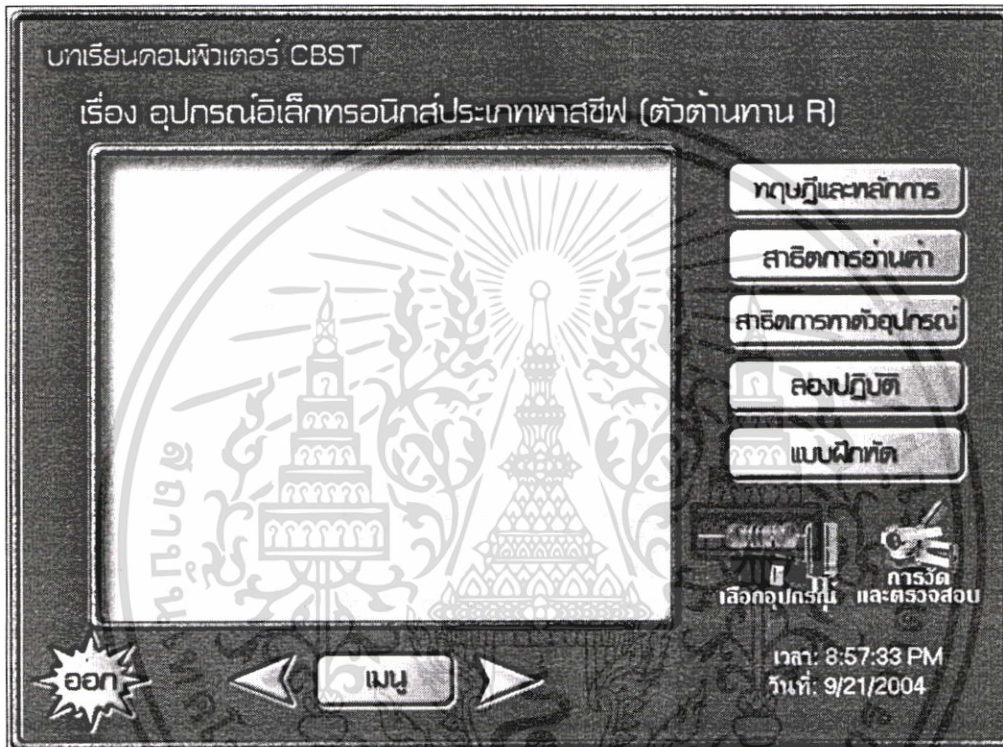 บทเรียนคอมพิวเตอร์ CBST
เรื่อง อุปกรณ์อิเล็กทรอนิกส์ประเภทพาสซีฟ (ตัวต้านทาน R)
ทฤษฎีและหลักการ
สาธิตการอ่านค่า
สาธิตการหาตัวอุปกรณ์
ลองปฏิบัติ
แบบฝึกหัด
เลือกอุปกรณ์
การวัด
และตรวจสอบ
ออก
เมนู
เวลา: 8:57:33 PM
วันที่: 9/21/2004